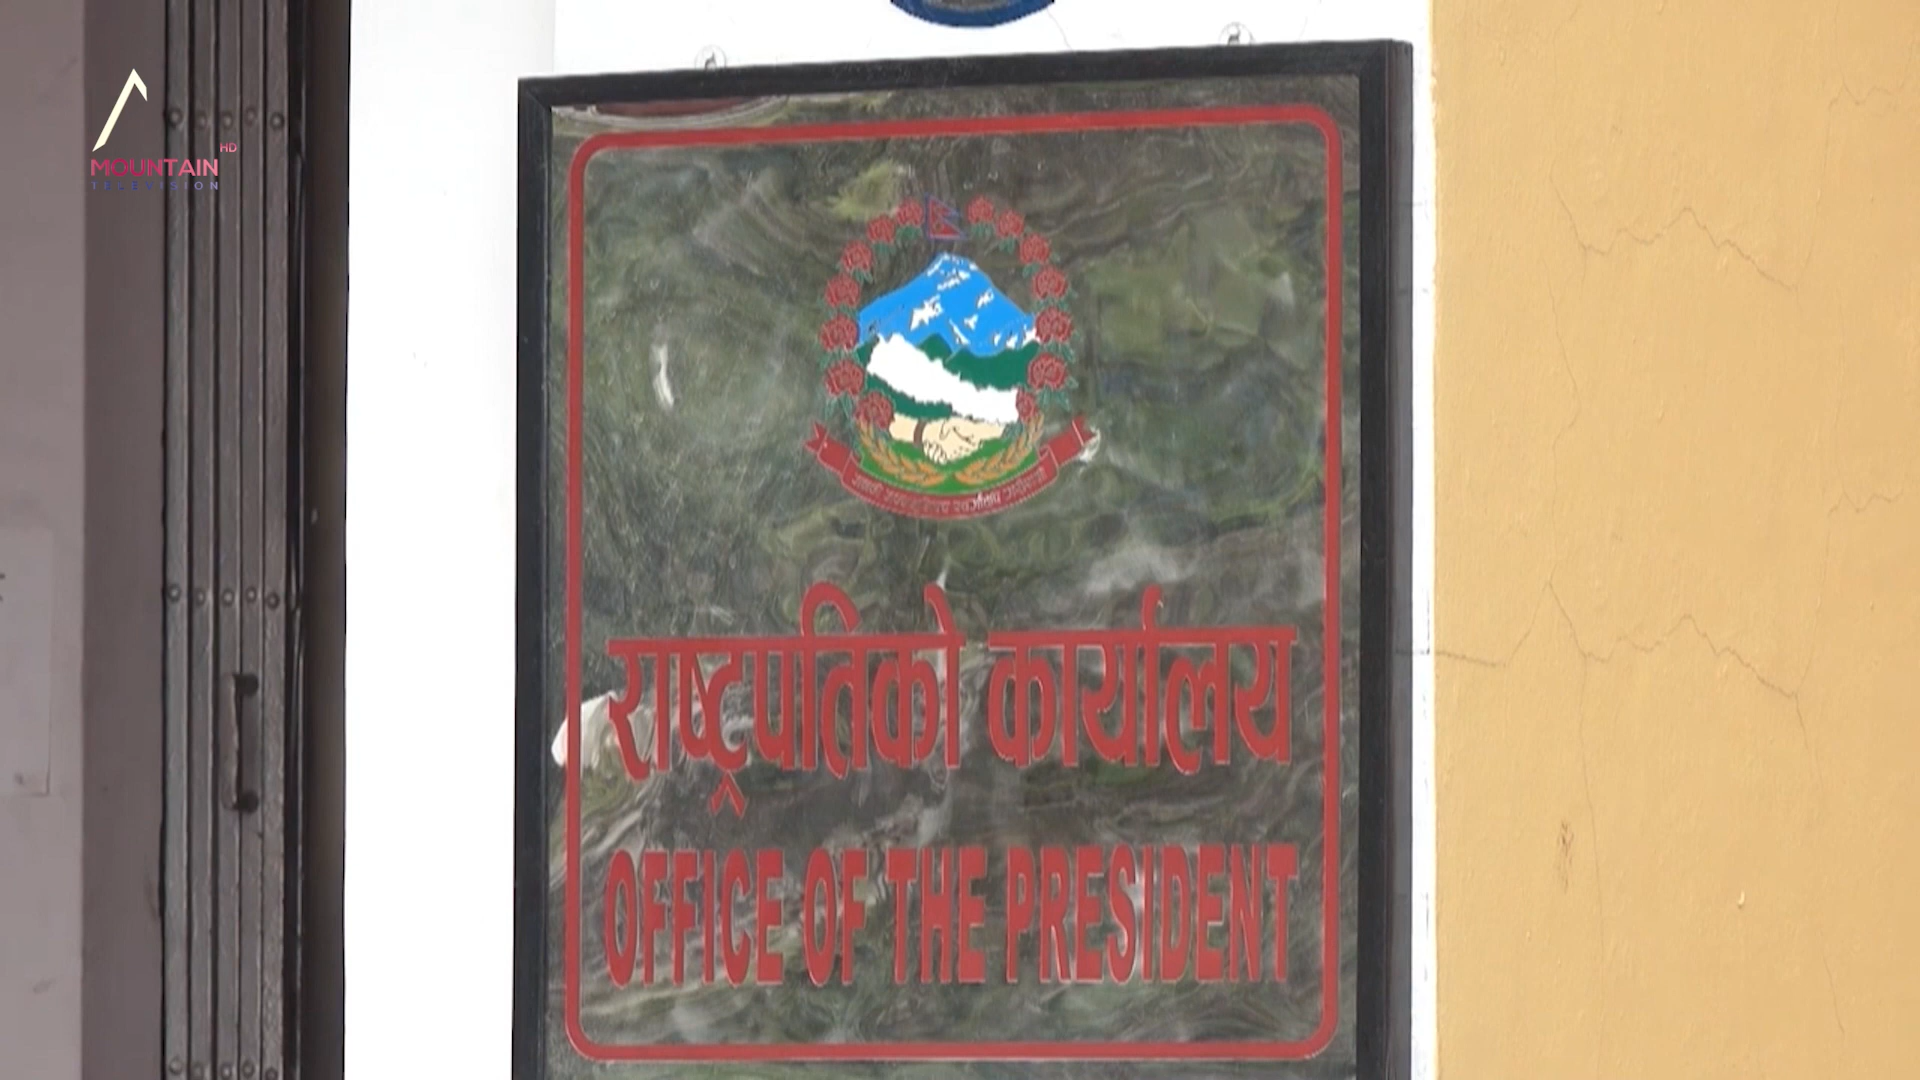 MOUNTAIN HD
TELEVISION
राष्ट्रपतिको कार्यालय
OFFICE OF THE PRESIDENT